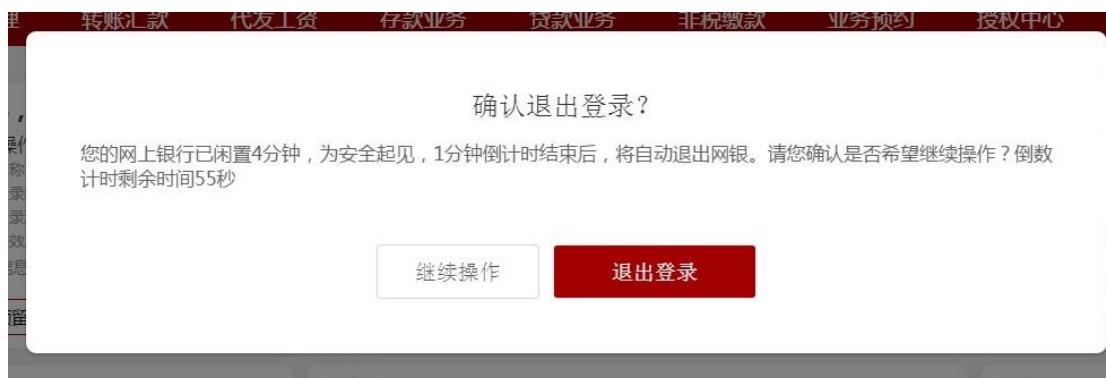 理 转账汇款 代发工资 存款业务 贷款业务 非税缴款 业务预约 授权中心
确认退出登录？
您的网上银行已闲置4分钟，为安全起见，1分钟倒计时结束后，将自动退出网银。请您确认是否希望继续操作？倒数
计时剩余时间55秒
继续操作 退出登录